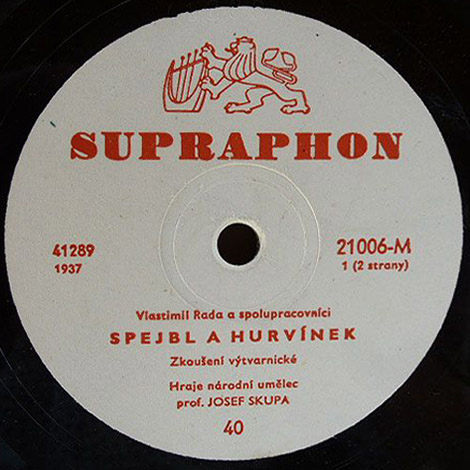 SUPRAPHON
41289
1937
21006-M
1 (2 strany)
Vlastimil Rada a spolupracovníci
SPEJBL A HURVÍNEK
Zkoušení výtvarnické
Hraje národní umělec
prof. JOSEF SKUPA
40